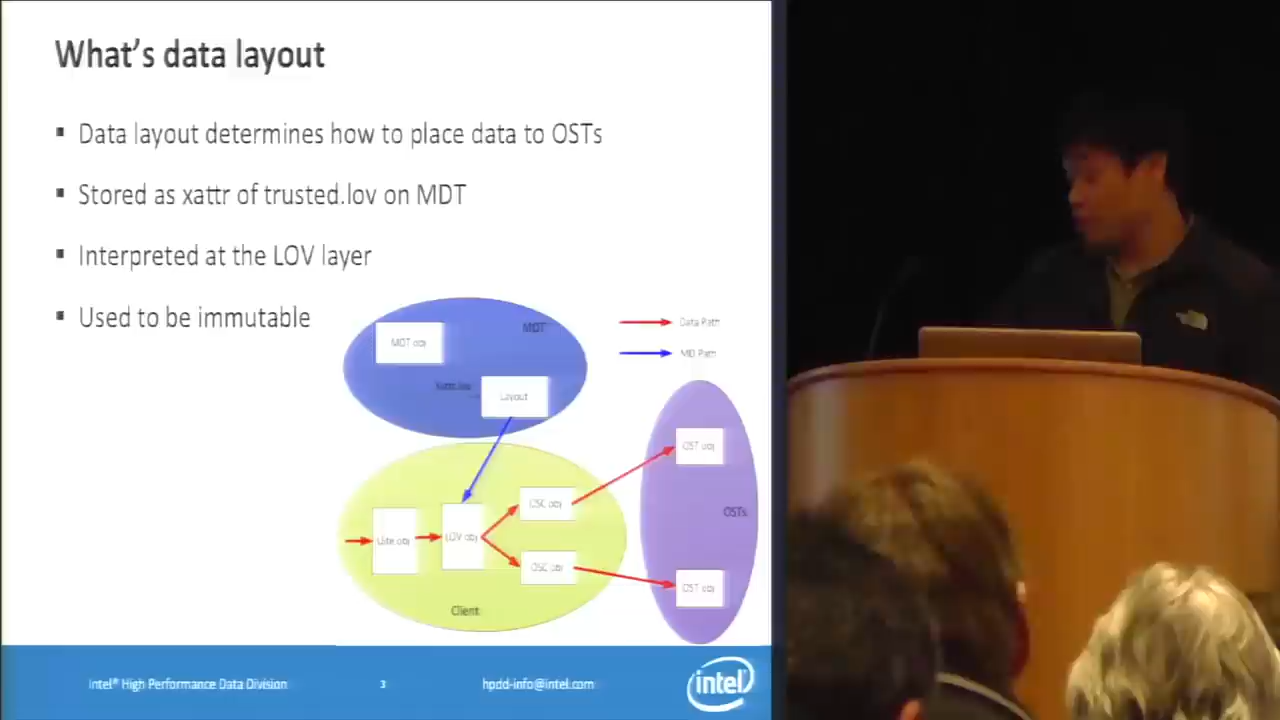 What's data layout
Data layout determines how to place data to OSTs
Stored as xattr of trusted.lov on MDT
Interpreted at the LOV layer
Used to be immutable
MDT
MDT obj
Data Path
MD Path
Layout
OST obj
OSC obj
OSTs
LOV obj
OSC obj
OST obj
Client
intel® High Performance Data Division
3
hpdd-info@intel.com
intel